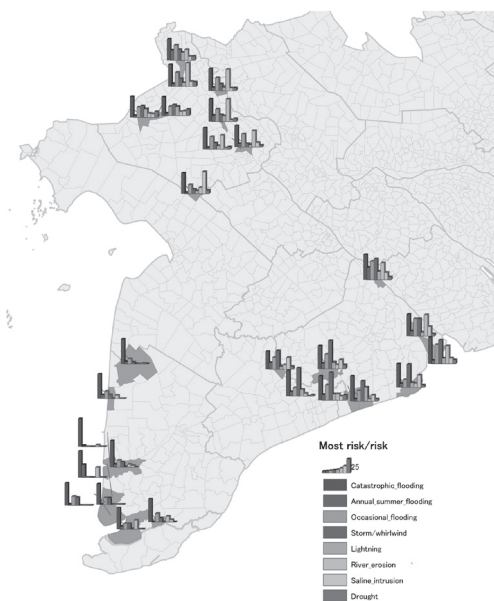 Most risk/risk
25
Catastrophic_flooding
Annual_summer_flooding
Occasional_flooding
Storm/whirlwind
Lightning
River_erosion
Saline_intrusion
Drought